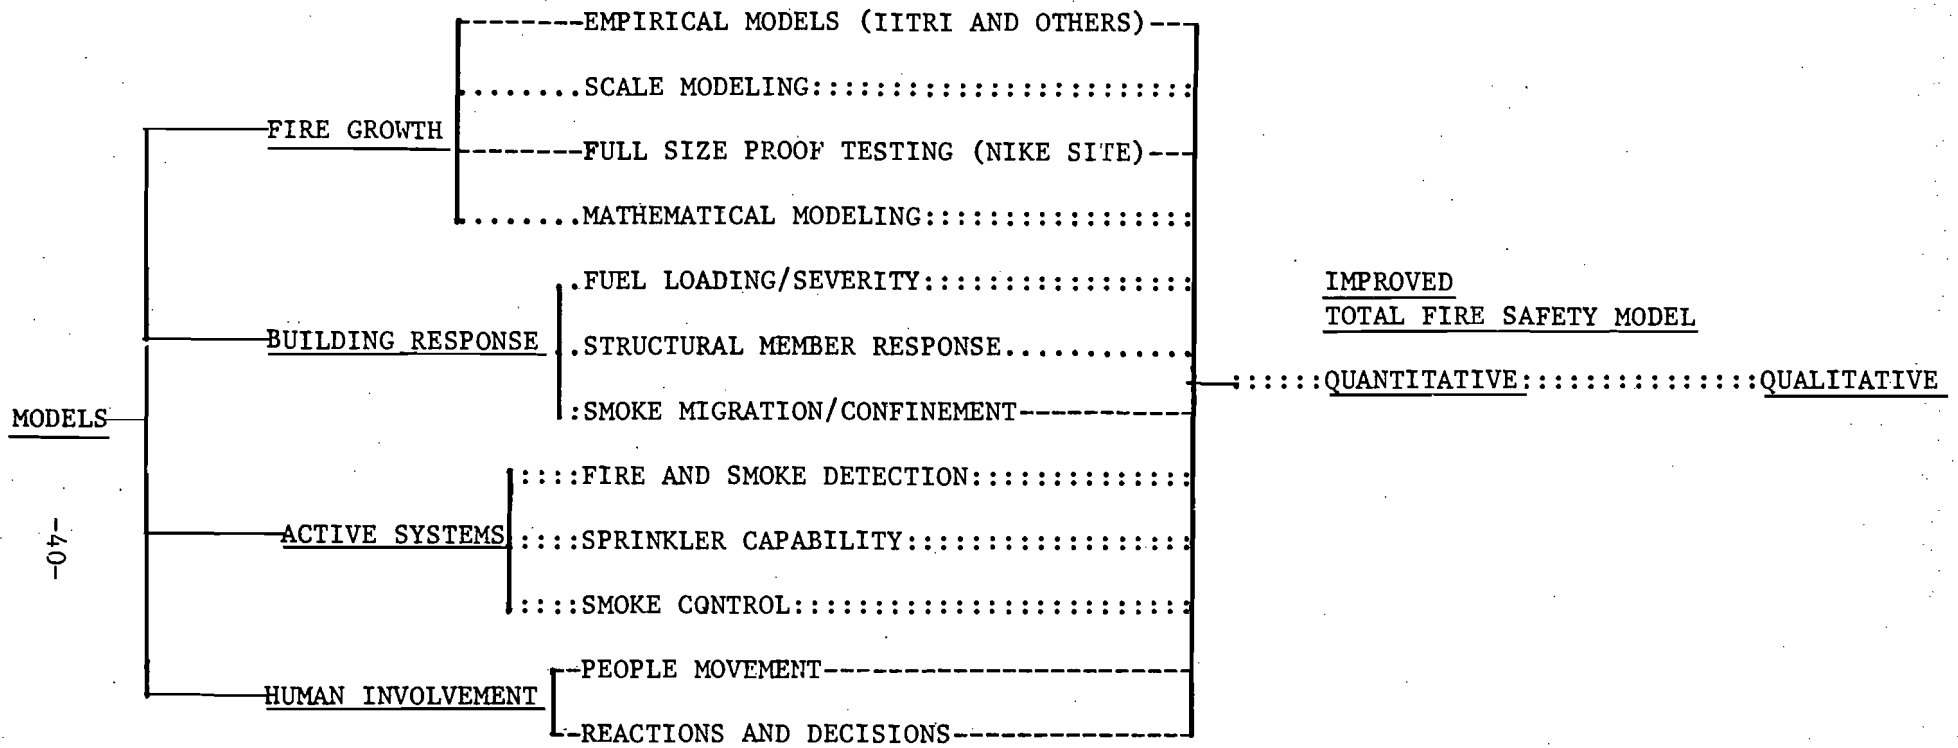 EMPIRICAL MODELS (IITRI AND OTHERS)
SCALE MODELING
FIRE GROWTH
FULL SIZE PROOF TESTING (NIKE SITE)
MATHEMATICAL MODELING
FUEL LOADING/SEVERITY
IMPROVED
TOTAL FIRE SAFETY MODEL
BUILDING RESPONSE
STRUCTURAL MEMBER RESPONSE
QUANTITATIVE
QUALITATIVE
SMOKE MIGRATION/CONFINEMENT
MODELS
FIRE AND SMOKE DETECTION
ACTIVE SYSTEMS
SPRINKLER CAPABILITY
SMOKE CONTROL
PEOPLE MOVEMENT
HUMAN INVOLVEMENT
REACTIONS AND DECISIONS
-40-